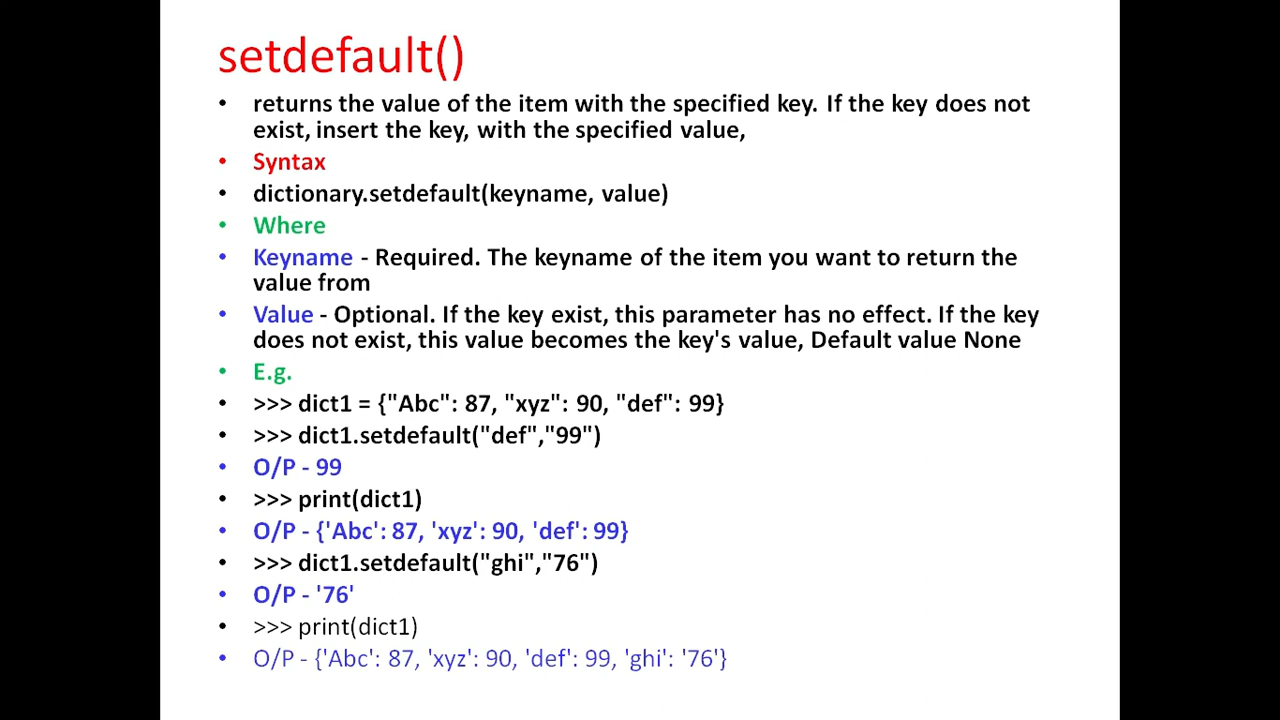 setdefault()
• returns the value of the item with the specified key. If the key does not
exist, insert the key, with the specified value,
• Syntax
• dictionary.setdefault(keyname, value)
• Where
• Keyname - Required. The keyname of the item you want to return the
value from
• Value - Optional. If the key exist, this parameter has no effect. If the key
does not exist, this value becomes the key's value, Default value None
• E.g.
• >>> dict1 = {"Abc": 87, "xyz": 90, "def": 99}
• >>> dict1.setdefault("def","99")
• O/P - 99
• >>> print(dict1)
• O/P - {'Abc': 87, 'xyz': 90, 'def': 99}
• >>> dict1.setdefault("ghi","76")
• O/P - '76'
• >>> print(dict1)
• O/P - {'Abc': 87, 'xyz': 90, 'def': 99, 'ghi': '76'}